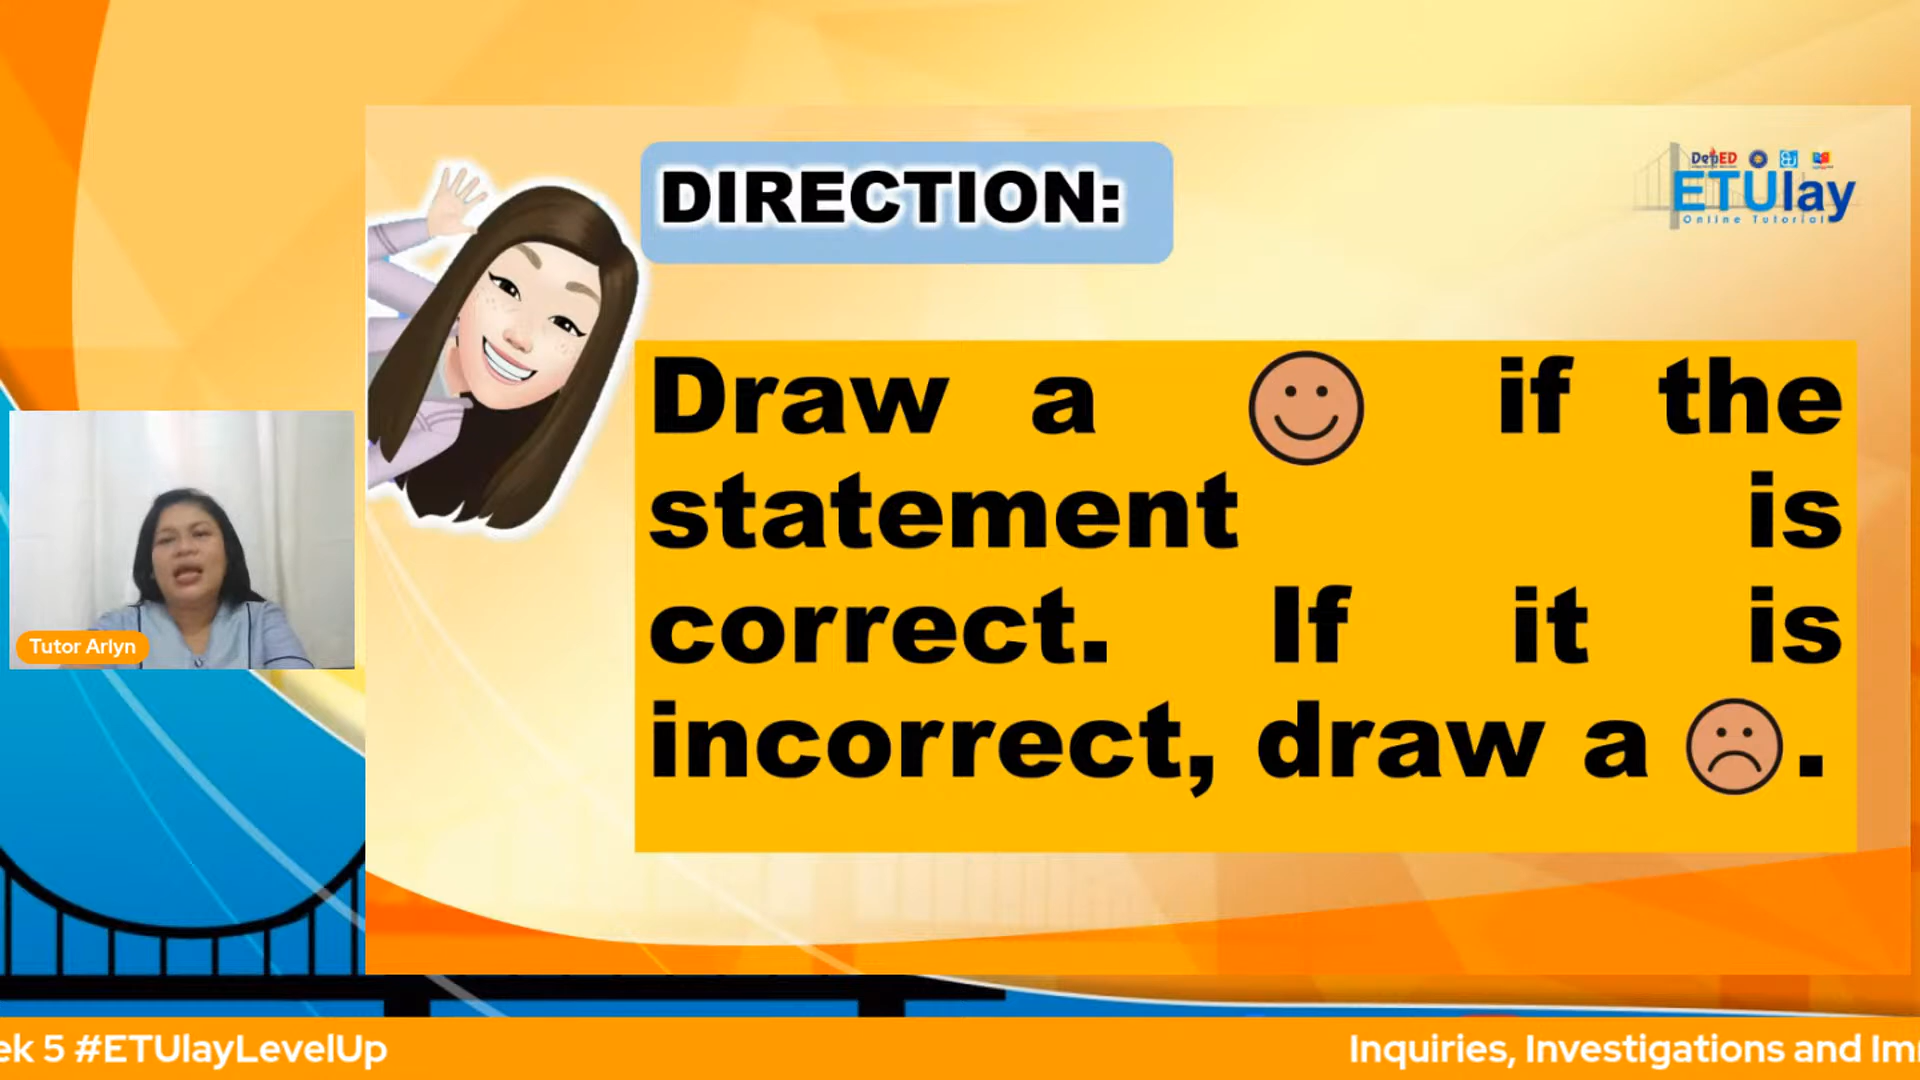 DIRECTION:
DepED
ETUlay
Online Tutorial
Draw a if the
statement is
correct. If it is
incorrect, draw a .
Tutor Arlyn
ek 5 #ETUlayLevelUp
Inquiries, Investigations and Im